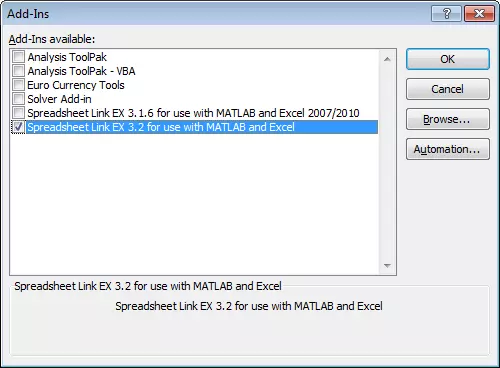 Add-Ins
Add-Ins available:
Analysis ToolPak
Analysis ToolPak - VBA
Euro Currency Tools
Solver Add-in
Spreadsheet Link EX 3.1.6 for use with MATLAB and Excel 2007/2010
Spreadsheet Link EX 3.2 for use with MATLAB and Excel
OK
Cancel
Browse...
Automation...
Spreadsheet Link EX 3.2 for use with MATLAB and Excel
Spreadsheet Link EX 3.2 for use with MATLAB and Excel